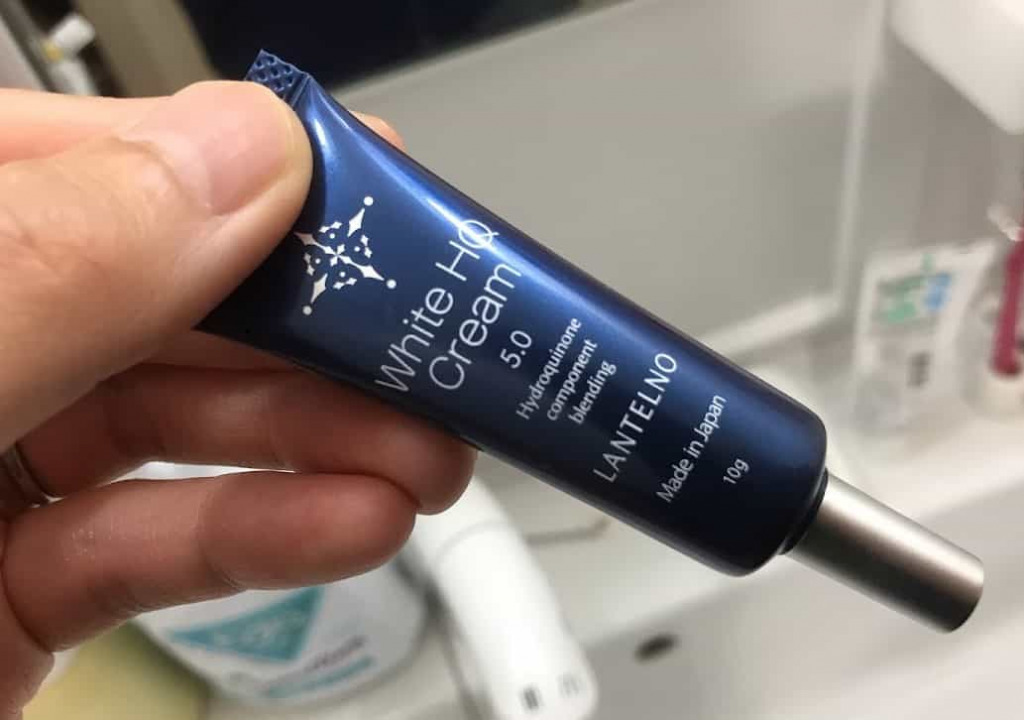 White HQ
Cream
5.0
Hydroquinone
component
blending
LANTELNO
Made in Japan
10g